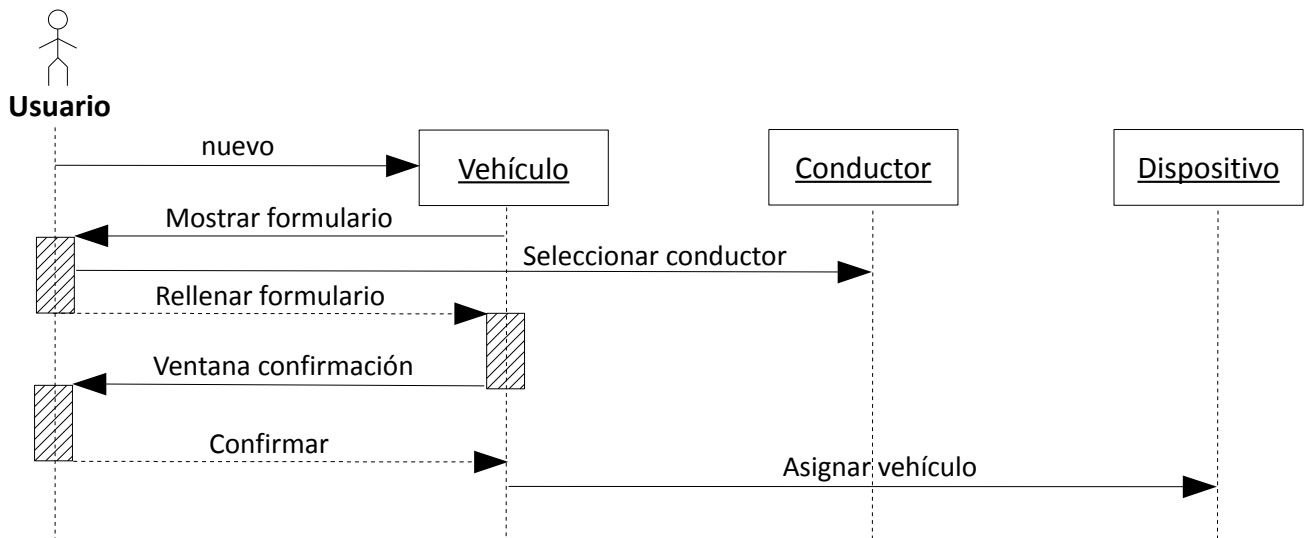 Usuario
nuevo
Vehículo
Conductor
Dispositivo
Mostrar formulario
Seleccionar conductor
Rellenar formulario
Ventana confirmación
Confirmar
Asignar vehículo